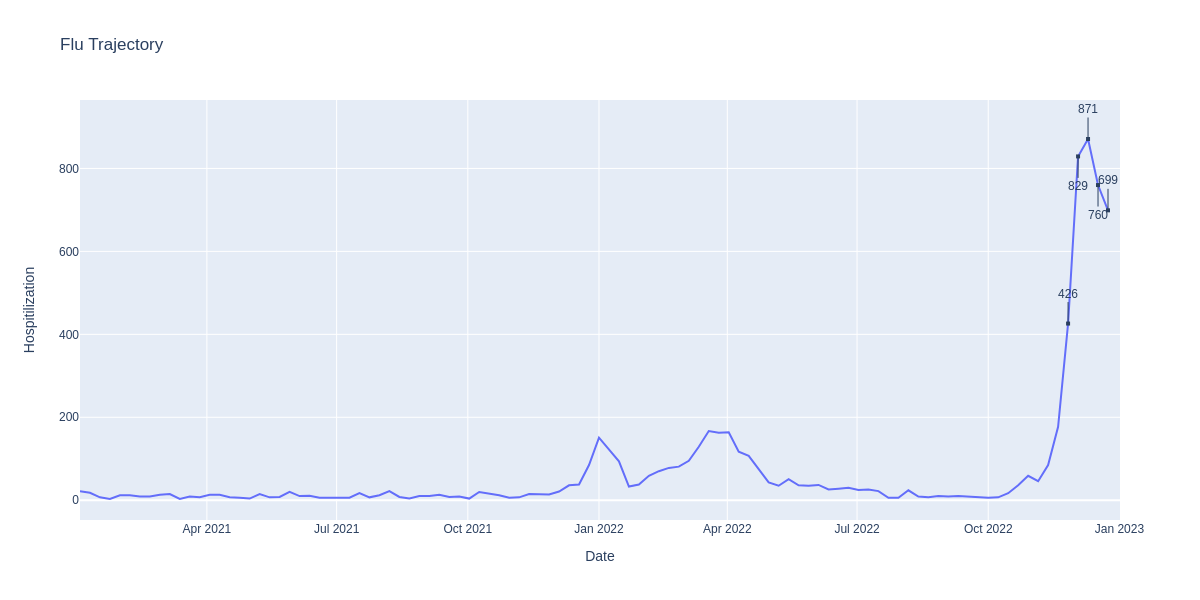 Flu Trajectory
871
800
699
829
760
600
426
400
200
0
Hospitilization
Apr 2021
Jul 2021
Oct 2021
Jan 2022
Apr 2022
Jul 2022
Oct 2022
Jan 2023
Date